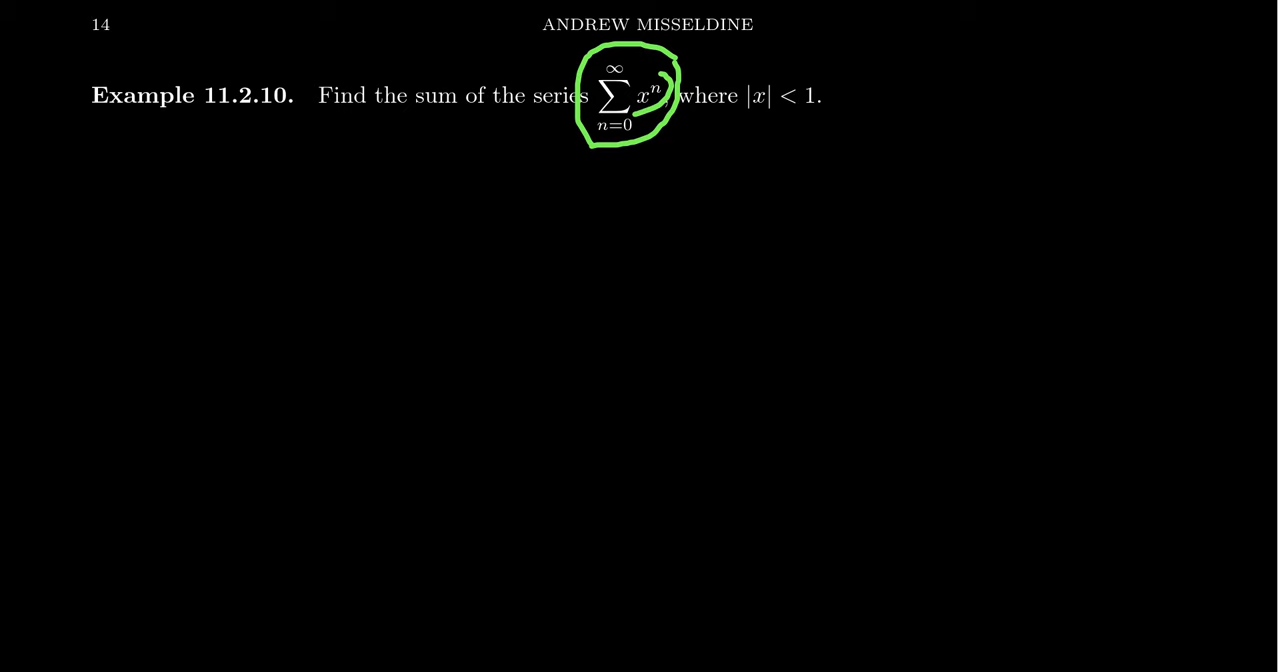 14 ANDREW MISSELDINE
Example 11.2.10. Find the sum of the series $\sum_{n=0}^{\infty} x^n$, where |x| < 1.